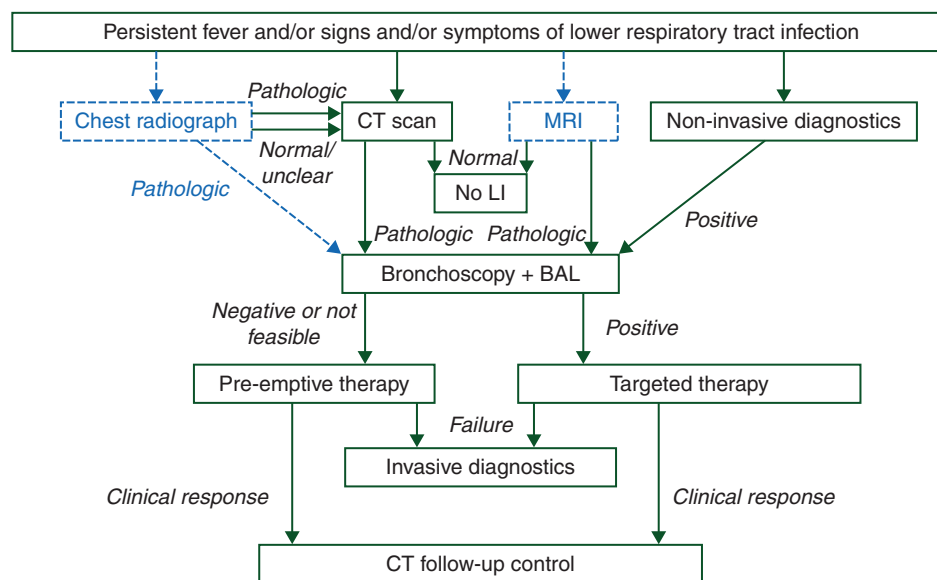 Persistent fever and/or signs and/or symptoms of lower respiratory tract infection
Pathologic
Chest radiograph
CT scan
MRI
Non-invasive diagnostics
Normal/
unclear
Normal
Pathologic
No LI
Positive
Pathologic
Pathologic
Bronchoscopy + BAL
Negative or not
feasible
Positive
Pre-emptive therapy
Targeted therapy
Failure
Invasive diagnostics
Clinical response
Clinical response
CT follow-up control